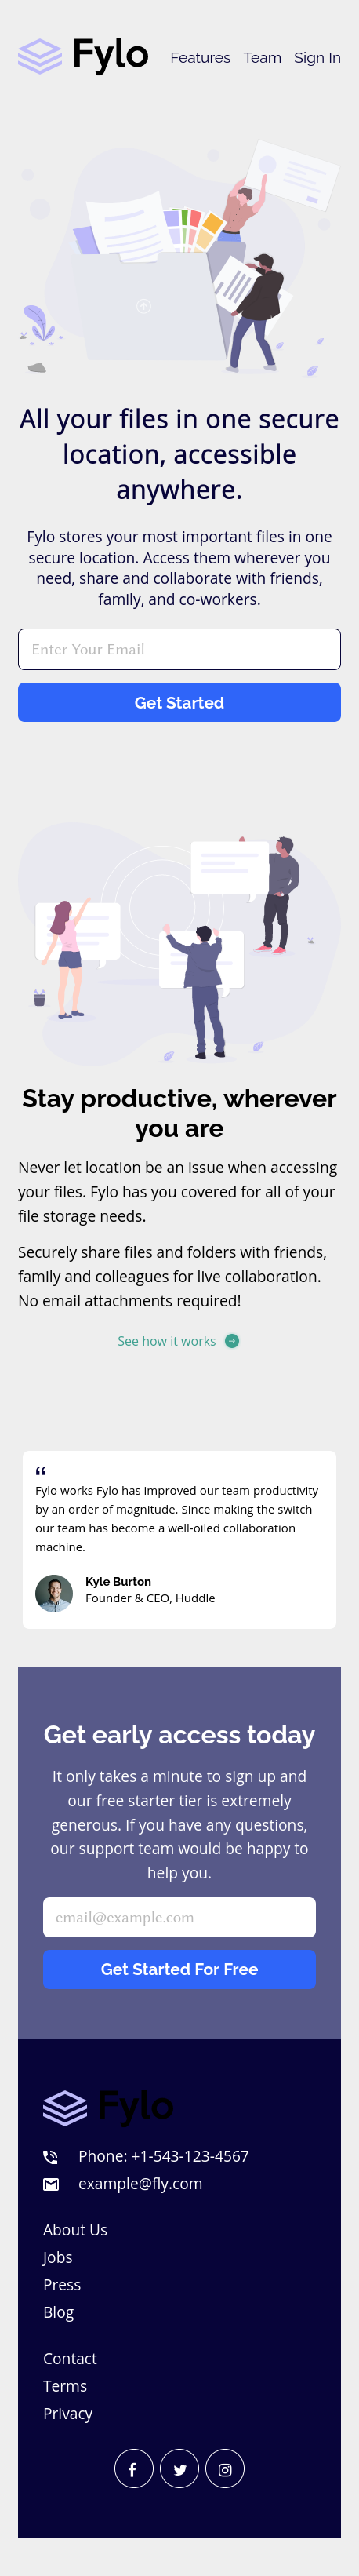 Fylo
Features Team Sign In
All your files in one secure
location, accessible
anywhere.
Fylo stores your most important files in one
secure location. Access them wherever you
need, share and collaborate with friends,
family, and co-workers.
Enter Your Email
Get Started
Stay productive, wherever
you are
Never let location be an issue when accessing
your files. Fylo has you covered for all of your
file storage needs.
Securely share files and folders with friends,
family and colleagues for live collaboration.
No email attachments required!
See how it works
“
Fylo works Fylo has improved our team productivity
by an order of magnitude. Since making the switch
our team has become a well-oiled collaboration
machine.
Kyle Burton
Founder & CEO, Huddle
Get early access today
It only takes a minute to sign up and
our free starter tier is extremely
generous. If you have any questions,
our support team would be happy to
help you.
email@example.com
Get Started For Free
Fylo
Phone: +1-543-123-4567
example@fly.com
About Us
Jobs
Press
Blog
Contact
Terms
Privacy